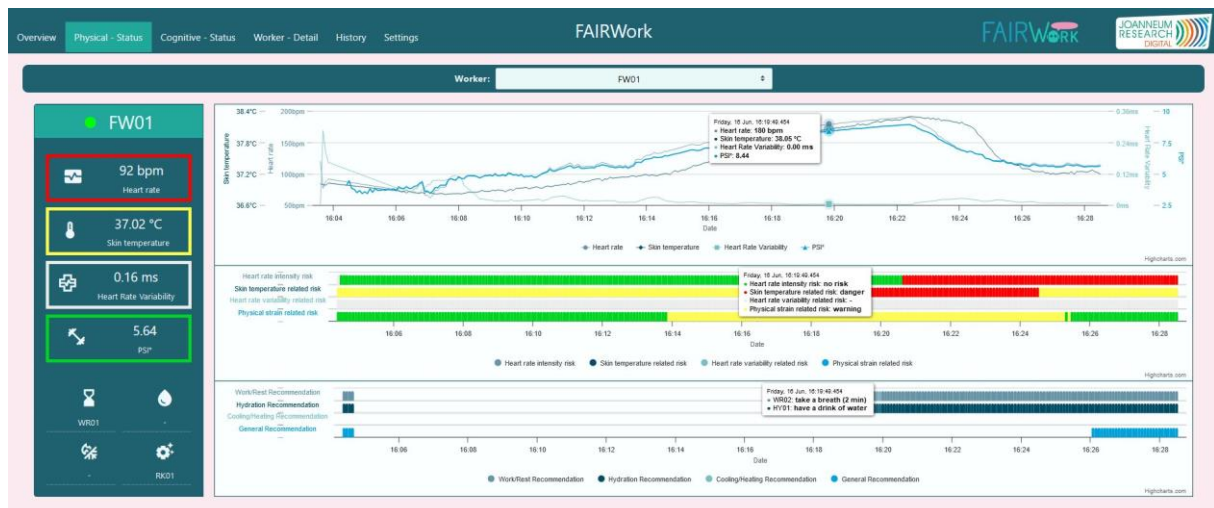 Overview Physical - Status Cognitive - Status Worker - Detail History Settings
FAIRWork
FAIRWORK
JOANNEUM
RESEARCH
DIGITAL
Worker: FW01
FW01
92 bpm
Heart rate
37.02 °C
Skin temperature
0.16 ms
Heart Rate Variability
5.64
PSI*
WR01 -
- RK01
38.4°C 200bpm 0.36ms 10
37.8°C 150bpm 0.24ms 7.5
37.2°C 100bpm 0.12ms 5
36.6°C 50bpm 0ms 2.5
Skin temperature
Heart rate
Heart Rate Variability
PSI*
Friday, 16 Jun, 16:19:49.454
Heart rate: 180 bpm
Skin temperature: 38.05 °C
Heart Rate Variability: 0.00 ms
PSI*: 8.44
16:04 16:06 16:08 16:10 16:12 16:14 16:16 16:18 16:20 16:22 16:24 16:26 16:28
Date
Heart rate Skin temperature Heart Rate Variability PSI*
Highcharts.com
Heart rate intensity risk
Skin temperature related risk
Heart rate variability related risk
Physical strain related risk
Friday, 16 Jun, 16:19:49.454
Heart rate intensity risk: no risk
Skin temperature related risk: danger
Heart rate variability related risk: -
Physical strain related risk: warning
16:06 16:08 16:10 16:12 16:14 16:16 16:18 16:20 16:22 16:24 16:26 16:28
Date
Heart rate intensity risk Skin temperature related risk Heart rate variability related risk Physical strain related risk
Highcharts.com
Work/Rest Recommendation
Hydration Recommendation
Cooling/Heating Recommendation
General Recommendation
Friday, 16 Jun, 16:19:49.454
WR02: take a breath (2 min)
HY01: have a drink of water
16:06 16:08 16:10 16:12 16:14 16:16 16:18 16:20 16:22 16:24 16:26 16:28
Date
Work/Rest Recommendation Hydration Recommendation Cooling/Heating Recommendation General Recommendation
Highcharts.com